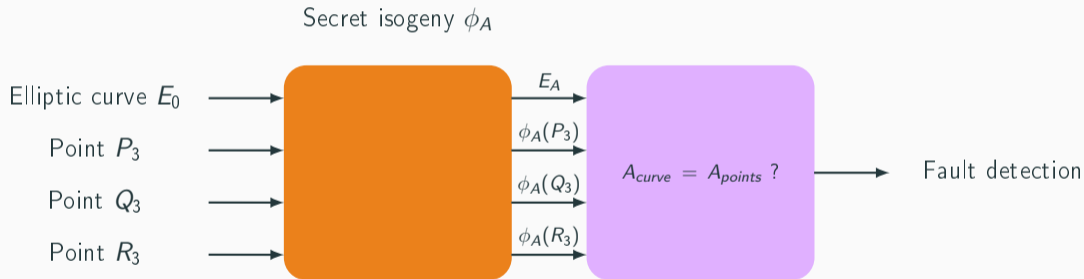 Secret isogeny ϕ_A
Elliptic curve E_0
Point P_3
Point Q_3
Point R_3
E_A
ϕ_A(P_3)
ϕ_A(Q_3)
ϕ_A(R_3)
A_curve = A_points ?
Fault detection